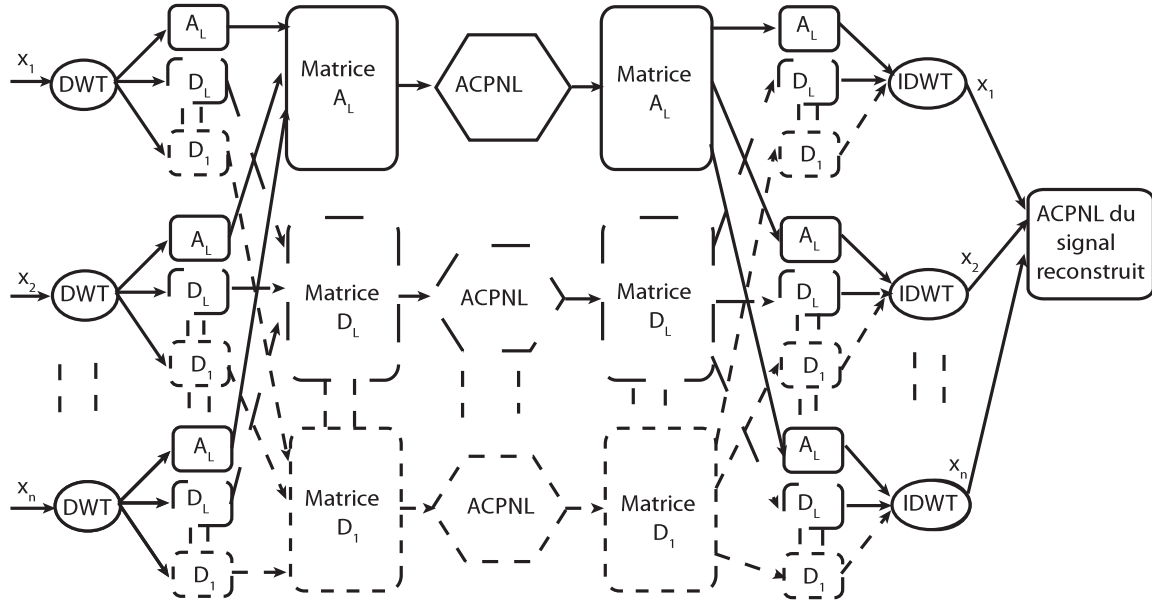 x1
DWT
AL
DL
D1
Matrice
AL
ACPNL
Matrice
AL
AL
DL
D1
IDWT
x1
x2
DWT
AL
DL
D1
Matrice
DL
ACPNL
Matrice
DL
AL
DL
D1
IDWT
x2
ACPNL du
signal
reconstruit
xn
DWT
AL
DL
D1
Matrice
D1
ACPNL
Matrice
D1
AL
DL
D1
IDWT
xn